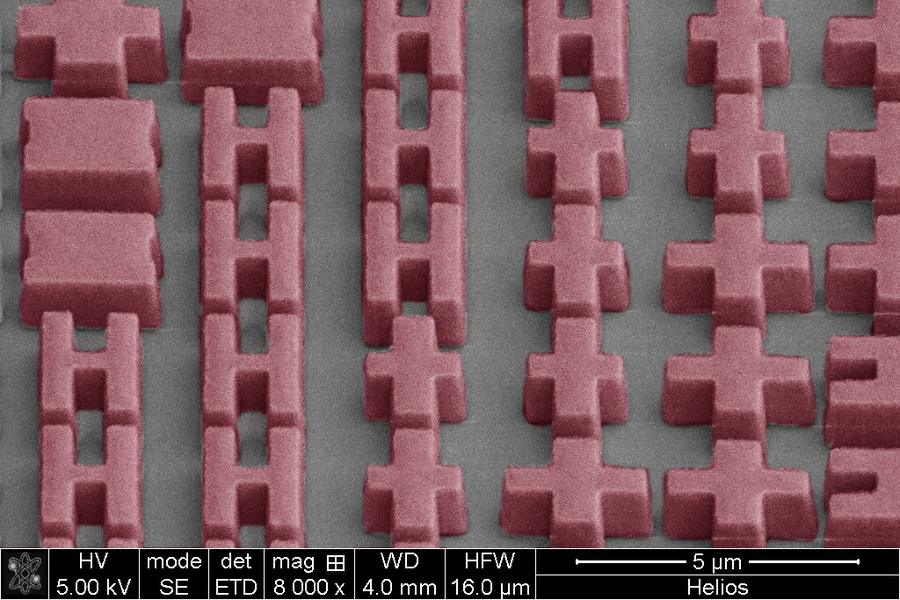 HV mode det mag WD HFW 5 µm
5.00 kV SE ETD 8 000 x 4.0 mm 16.0 µm Helios